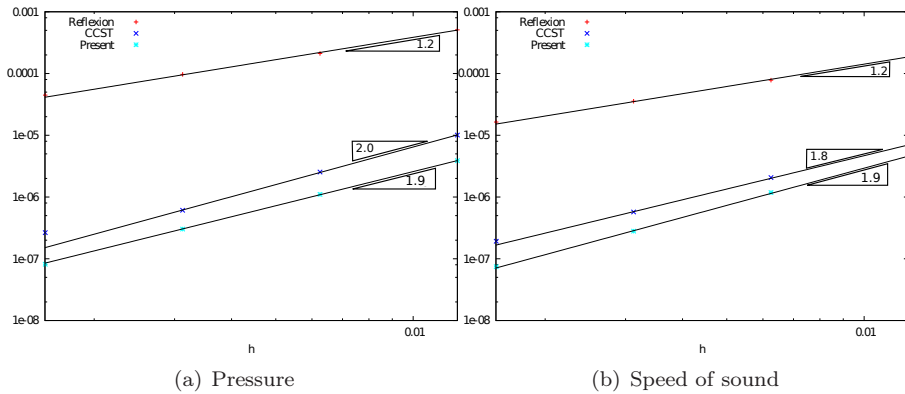 0.001
0.0001
1e-05
1e-06
1e-07
1e-08
Reflexion
CCST
Present
1.2
2.0
1.9
0.01
h
(a) Pressure
0.001
0.0001
1e-05
1e-06
1e-07
1e-08
Reflexion
CCST
Present
1.2
1.8
1.9
0.01
h
(b) Speed of sound